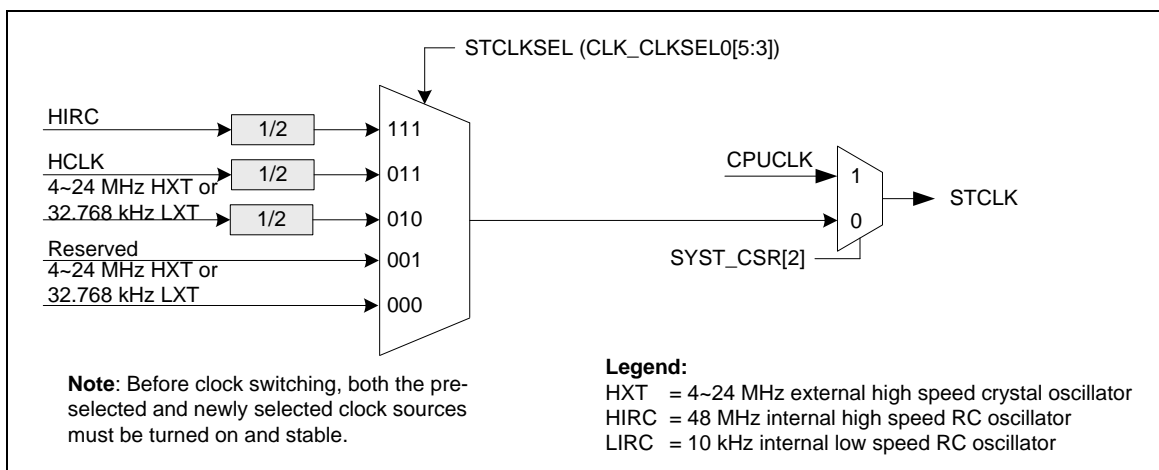 STCLKSEL (CLK_CLKSEL0[5:3])
HIRC
1/2
111
HCLK
1/2
011
4~24 MHz HXT or
32.768 kHz LXT
1/2
010
Reserved
001
4~24 MHz HXT or
32.768 kHz LXT
000
CPUCLK
1
0
STCLK
SYST_CSR[2]
Note: Before clock switching, both the pre-
selected and newly selected clock sources
must be turned on and stable.
Legend:
HXT = 4~24 MHz external high speed crystal oscillator
HIRC = 48 MHz internal high speed RC oscillator
LIRC = 10 kHz internal low speed RC oscillator